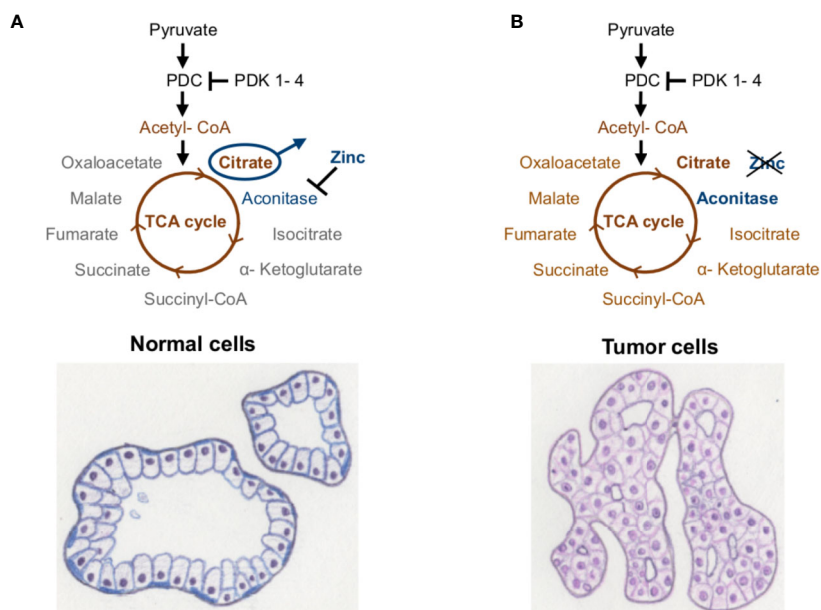 A
Pyruvate
PDC
PDK 1- 4
Acetyl- CoA
Oxaloacetate
Citrate
Zinc
Malate
Aconitase
TCA cycle
Fumarate
Isocitrate
Succinate
α- Ketoglutarate
Succinyl-CoA
Normal cells
B
Pyruvate
PDC
PDK 1- 4
Acetyl- CoA
Oxaloacetate
Citrate
Zinc
Malate
Aconitase
TCA cycle
Fumarate
Isocitrate
Succinate
α- Ketoglutarate
Succinyl-CoA
Tumor cells